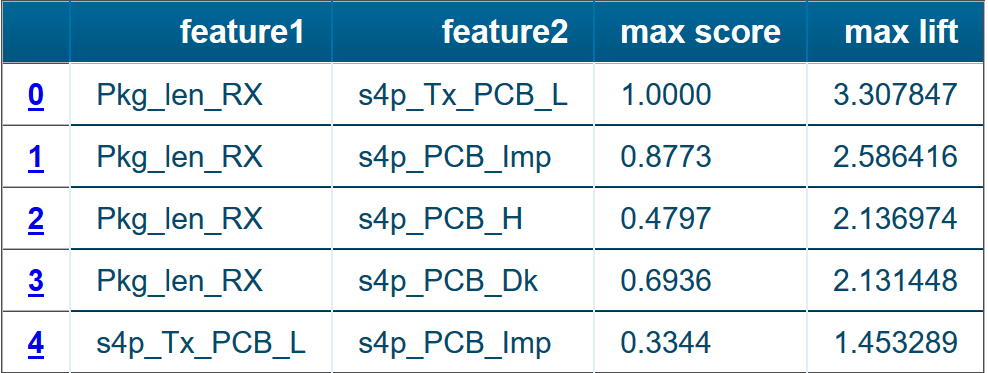 feature1 feature2 max score max lift
0 Pkg_len_RX s4p_Tx_PCB_L 1.0000 3.307847
1 Pkg_len_RX s4p_PCB_Imp 0.8773 2.586416
2 Pkg_len_RX s4p_PCB_H 0.4797 2.136974
3 Pkg_len_RX s4p_PCB_Dk 0.6936 2.131448
4 s4p_Tx_PCB_L s4p_PCB_Imp 0.3344 1.453289